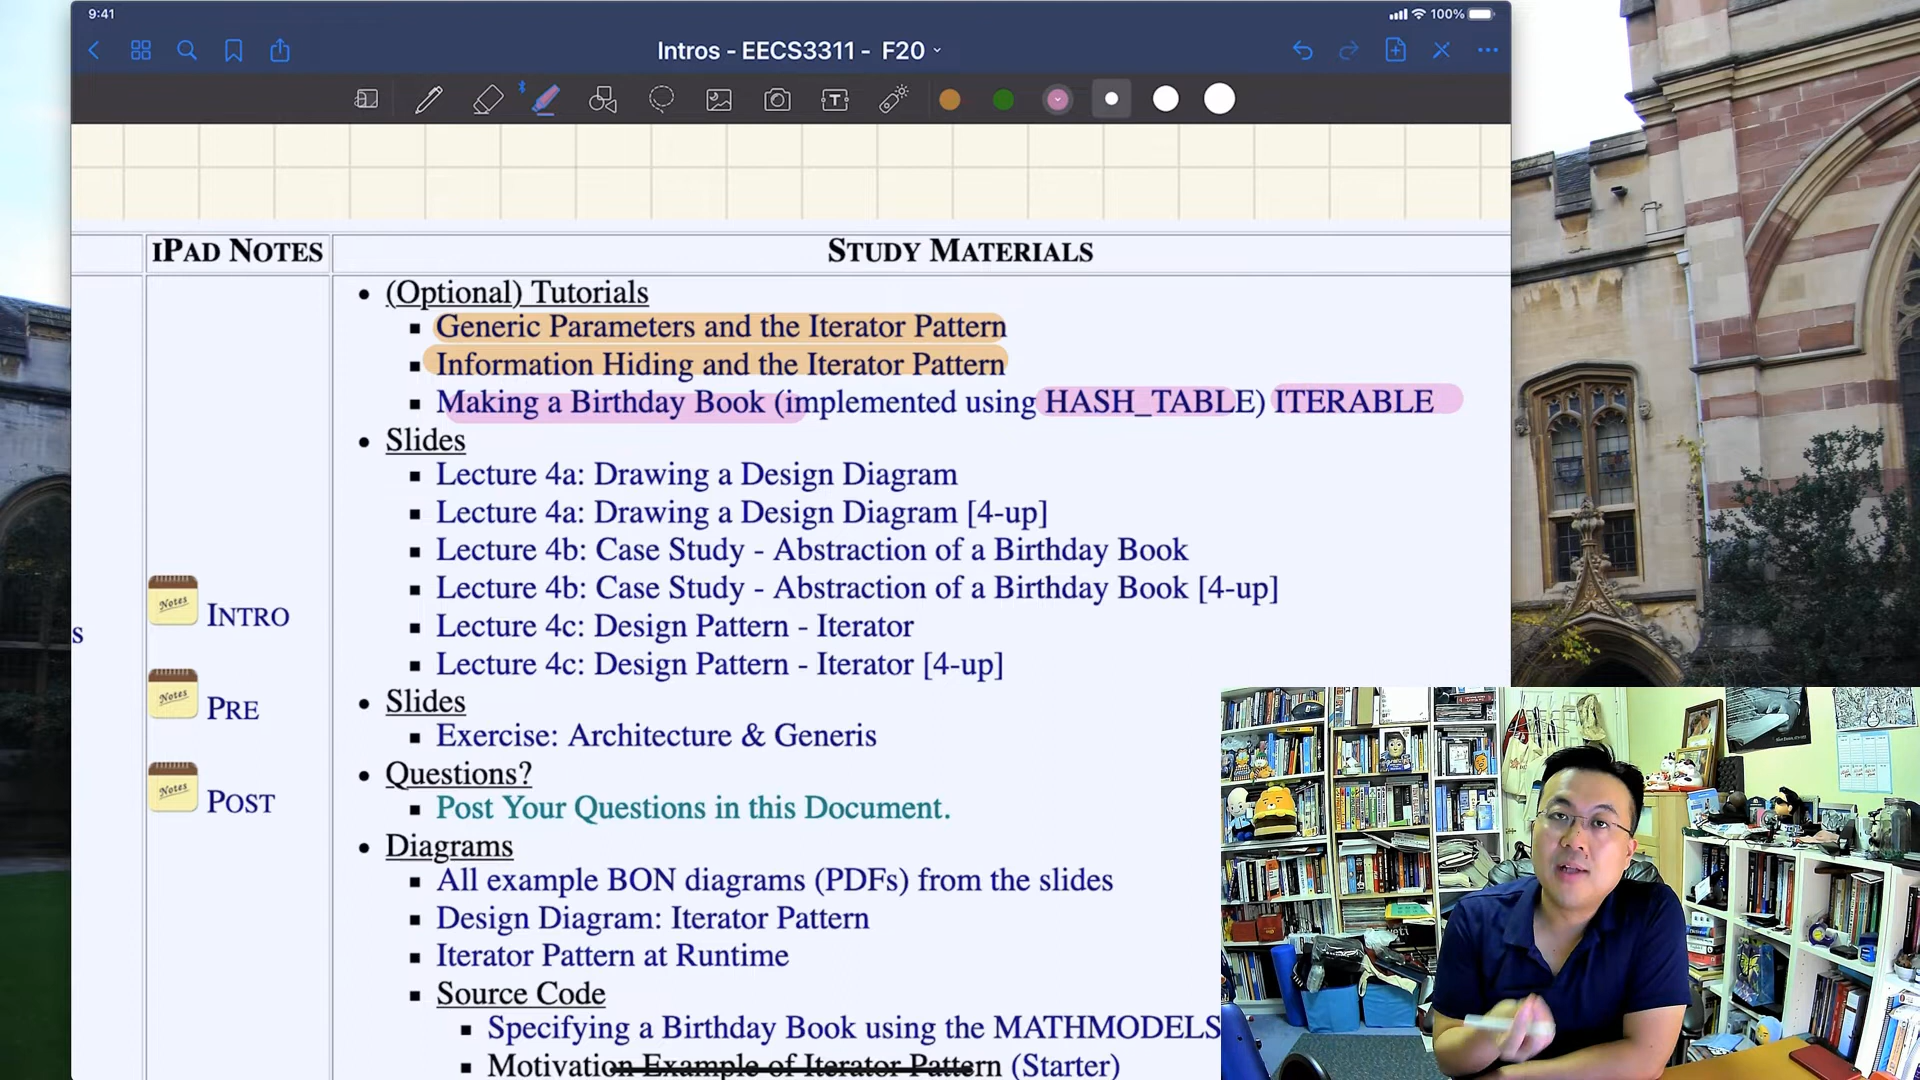 9:41
100%
Intros - EECS3311 - F20
iPad Notes
Study Materials
(Optional) Tutorials
Generic Parameters and the Iterator Pattern
Information Hiding and the Iterator Pattern
Making a Birthday Book (implemented using HASH_TABLE) ITERABLE
Slides
Lecture 4a: Drawing a Design Diagram
Lecture 4a: Drawing a Design Diagram [4-up]
Lecture 4b: Case Study - Abstraction of a Birthday Book
Lecture 4b: Case Study - Abstraction of a Birthday Book [4-up]
Lecture 4c: Design Pattern - Iterator
Notes Intro
s
Lecture 4c: Design Pattern - Iterator [4-up]
Slides
Notes Pre
Exercise: Architecture & Generis
Questions?
Notes Post
Post Your Questions in this Document.
Diagrams
All example BON diagrams (PDFs) from the slides
Design Diagram: Iterator Pattern
Iterator Pattern at Runtime
Source Code
Specifying a Birthday Book using the MATHMODELS
Motivation Example of Iterator Pattern (Starter)